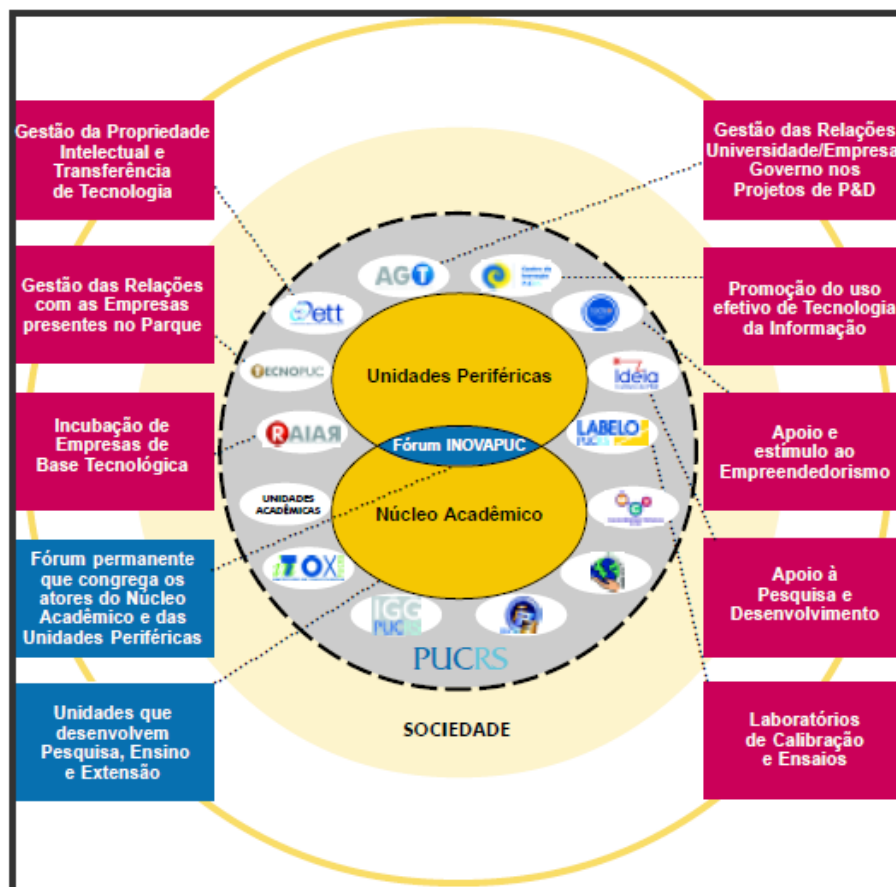 Gestão da Propriedade
Intelectual e
Transferência
de Tecnologia
Gestão das Relações
com as Empresas
presentes no Parque
Incubação de
Empresas de
Base Tecnológica
Fórum permanente
que congrega os
atores do Núcleo
Acadêmico e das
Unidades Periféricas
Unidades que
desenvolvem
Pesquisa, Ensino
e Extensão
AGT
ett
TECNOPUC
RAIAR
UNIDADES
ACADÊMICAS
ITOX
IGG
PUCRS
Centro de
Inovação
Idéia
LABELO
PUCRS
Unidades Periféricas
Fórum INOVAPUC
Núcleo Acadêmico
PUCRS
SOCIEDADE
Gestão das Relações
Universidade/Empresa
Governo nos
Projetos de P&D
Promoção do uso
efetivo de Tecnologia
da Informação
Apoio e
estímulo ao
Empreendedorismo
Apoio à
Pesquisa e
Desenvolvimento
Laboratórios
de Calibração
e Ensaios